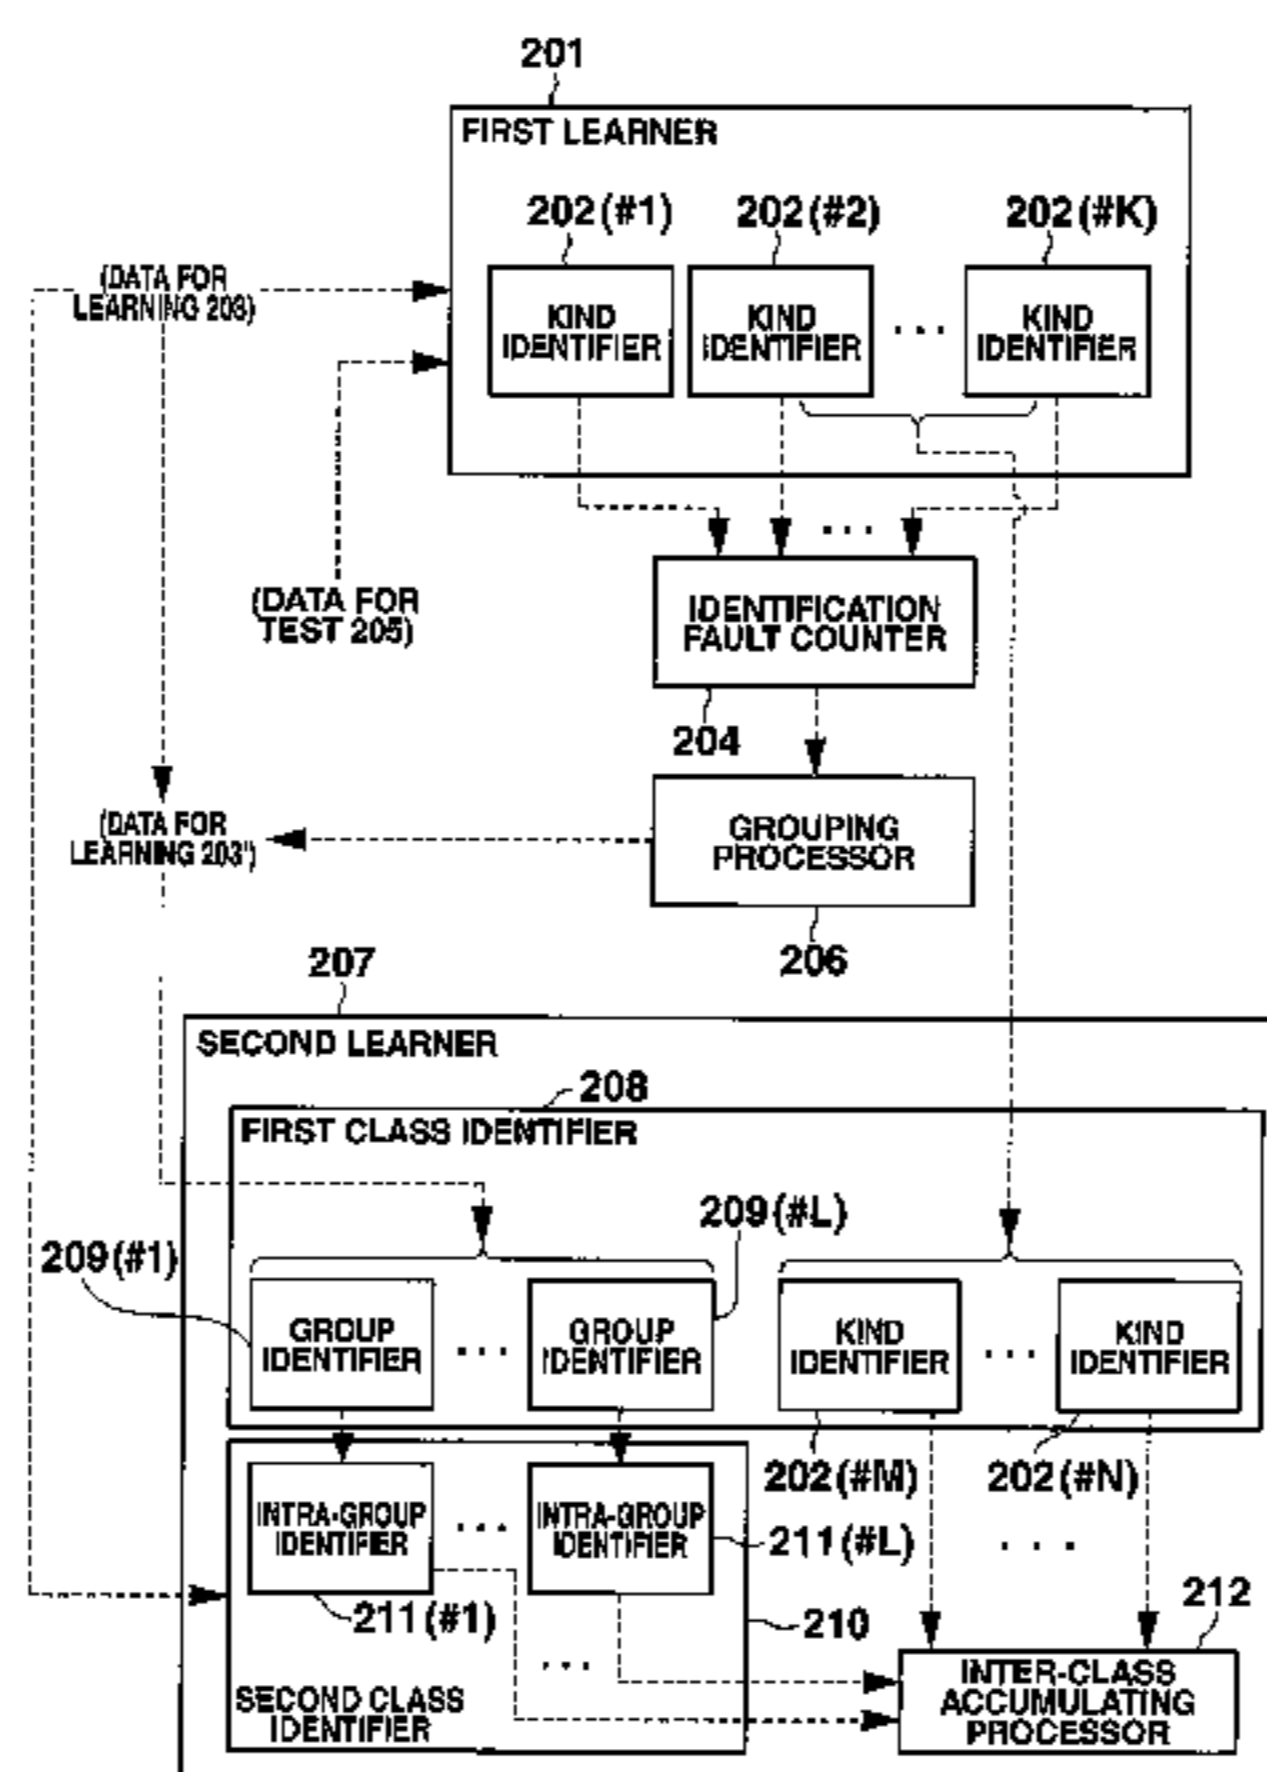 201
FIRST LEARNER
202(#1) 202(#2) 202(#K)
(DATA FOR
LEARNING 203)
KIND
IDENTIFIER
KIND
IDENTIFIER
...
KIND
IDENTIFIER
...
(DATA FOR
TEST 205)
IDENTIFICATION
FAULT COUNTER
204
(DATA FOR
LEARNING 203')
GROUPING
PROCESSOR
206
207
SECOND LEARNER
208
FIRST CLASS IDENTIFIER
209(#L)
209(#1)
GROUP
IDENTIFIER
...
GROUP
IDENTIFIER
KIND
IDENTIFIER
...
KIND
IDENTIFIER
...
202(#M) 202(#N)
INTRA-GROUP
IDENTIFIER
...
INTRA-GROUP
IDENTIFIER
211(#L)
...
211(#1)
210
212
...
SECOND CLASS
IDENTIFIER
INTER-CLASS
ACCUMULATING
PROCESSOR